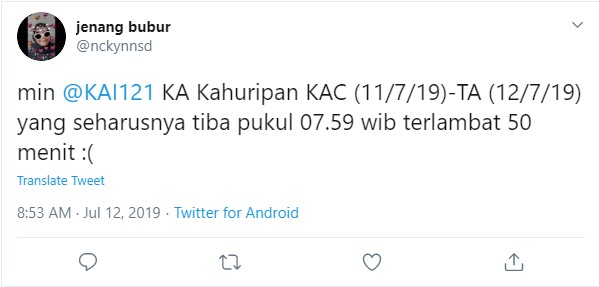 jenang bubur
@nckynnsd
min @KAI121 KA Kahuripan KAC (11/7/19)-TA (12/7/19)
yang seharusnya tiba pukul 07.59 wib terlambat 50
menit :(
Translate Tweet
8:53 AM · Jul 12, 2019 · Twitter for Android